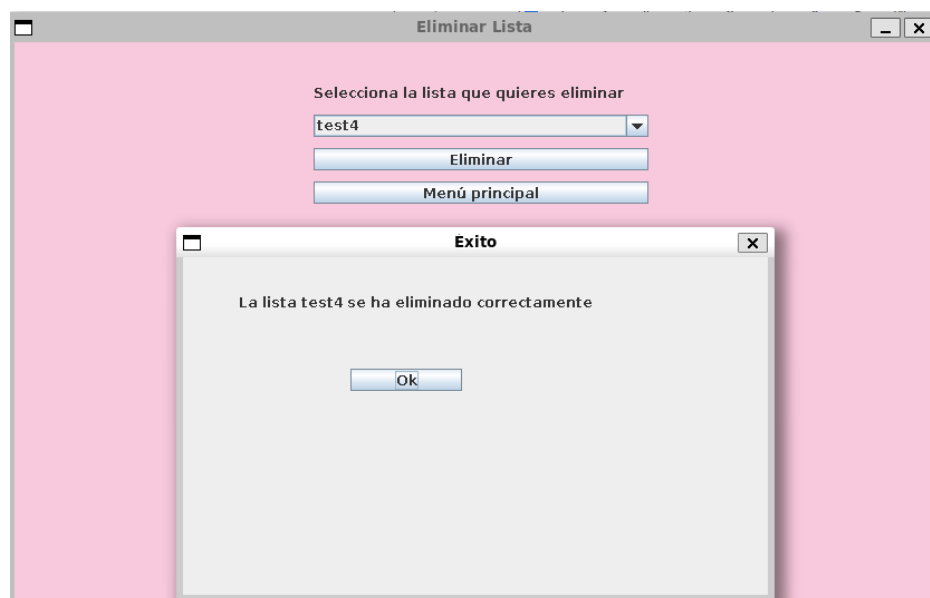 Eliminar Lista
Selecciona la lista que quieres eliminar
test4
Eliminar
Menú principal
Éxito
La lista test4 se ha eliminado correctamente
Ok